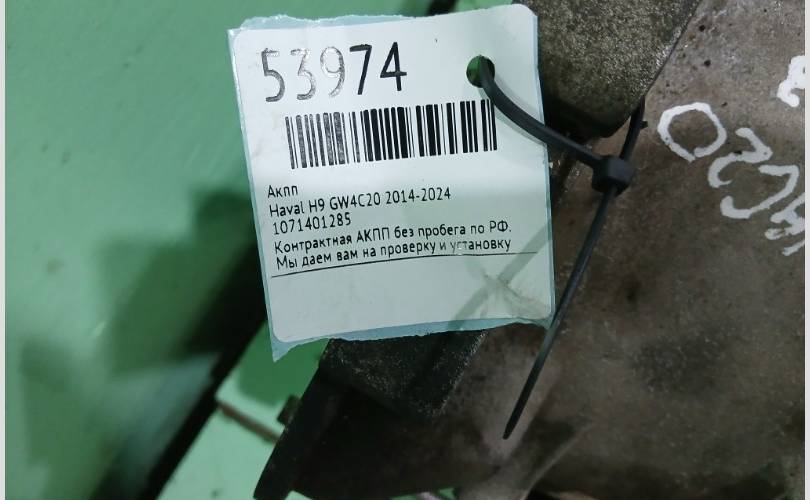 53974
Акпп
Haval H9 GW4C20 2014-2024
1071401285
Контрактная АКПП без пробега по РФ.
Мы даем вам на проверку и установку
4C20